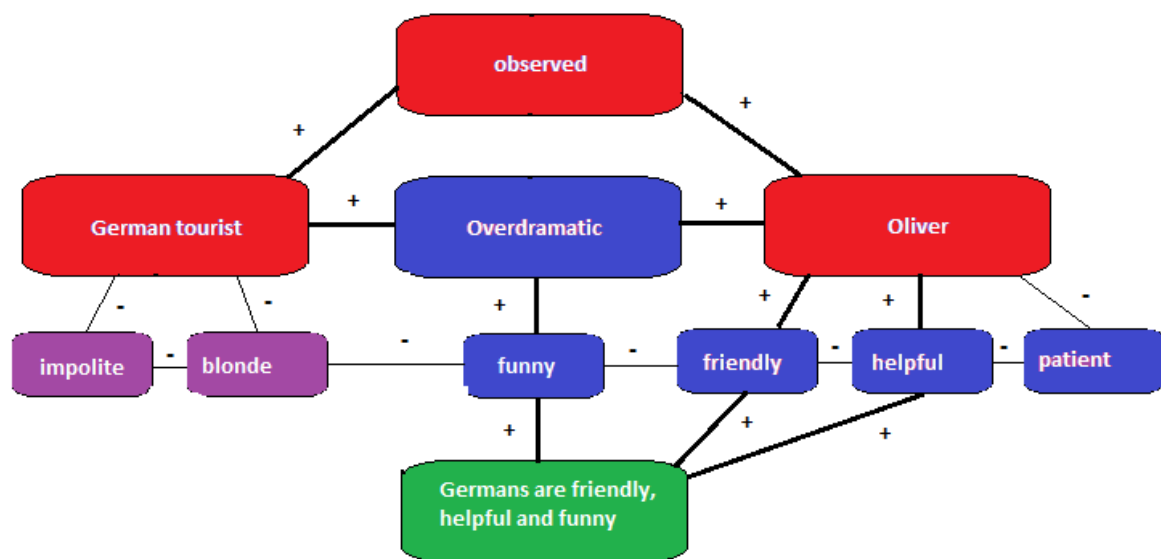 observed
+ +
German tourist + Overdramatic + Oliver
- - + + + -
impolite - blonde - funny - friendly - helpful - patient
+ + +
Germans are friendly,
helpful and funny